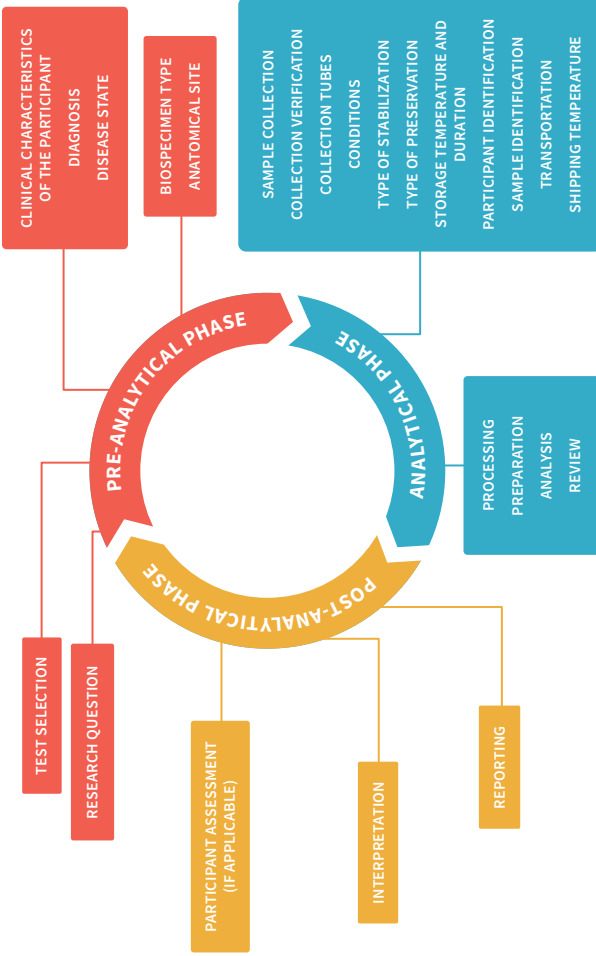 TEST SELECTION
RESEARCH QUESTION
CLINICAL CHARACTERISTICS
OF THE PARTICIPANT
DIAGNOSIS
DISEASE STATE
BIOSPECIMEN TYPE
ANATOMICAL SITE
PRE-ANALYTICAL PHASE
SAMPLE COLLECTION
COLLECTION VERIFICATION
COLLECTION TUBES
CONDITIONS
TYPE OF STABILIZATION
TYPE OF PRESERVATION
STORAGE TEMPERATURE AND
DURATION
PARTICIPANT IDENTIFICATION
SAMPLE IDENTIFICATION
TRANSPORTATION
SHIPPING TEMPERATURE
ANALYTICAL PHASE
PROCESSING
PREPARATION
ANALYSIS
REVIEW
POST-ANALYTICAL PHASE
PARTICIPANT ASSESSMENT
(IF APPLICABLE)
INTERPRETATION
REPORTING